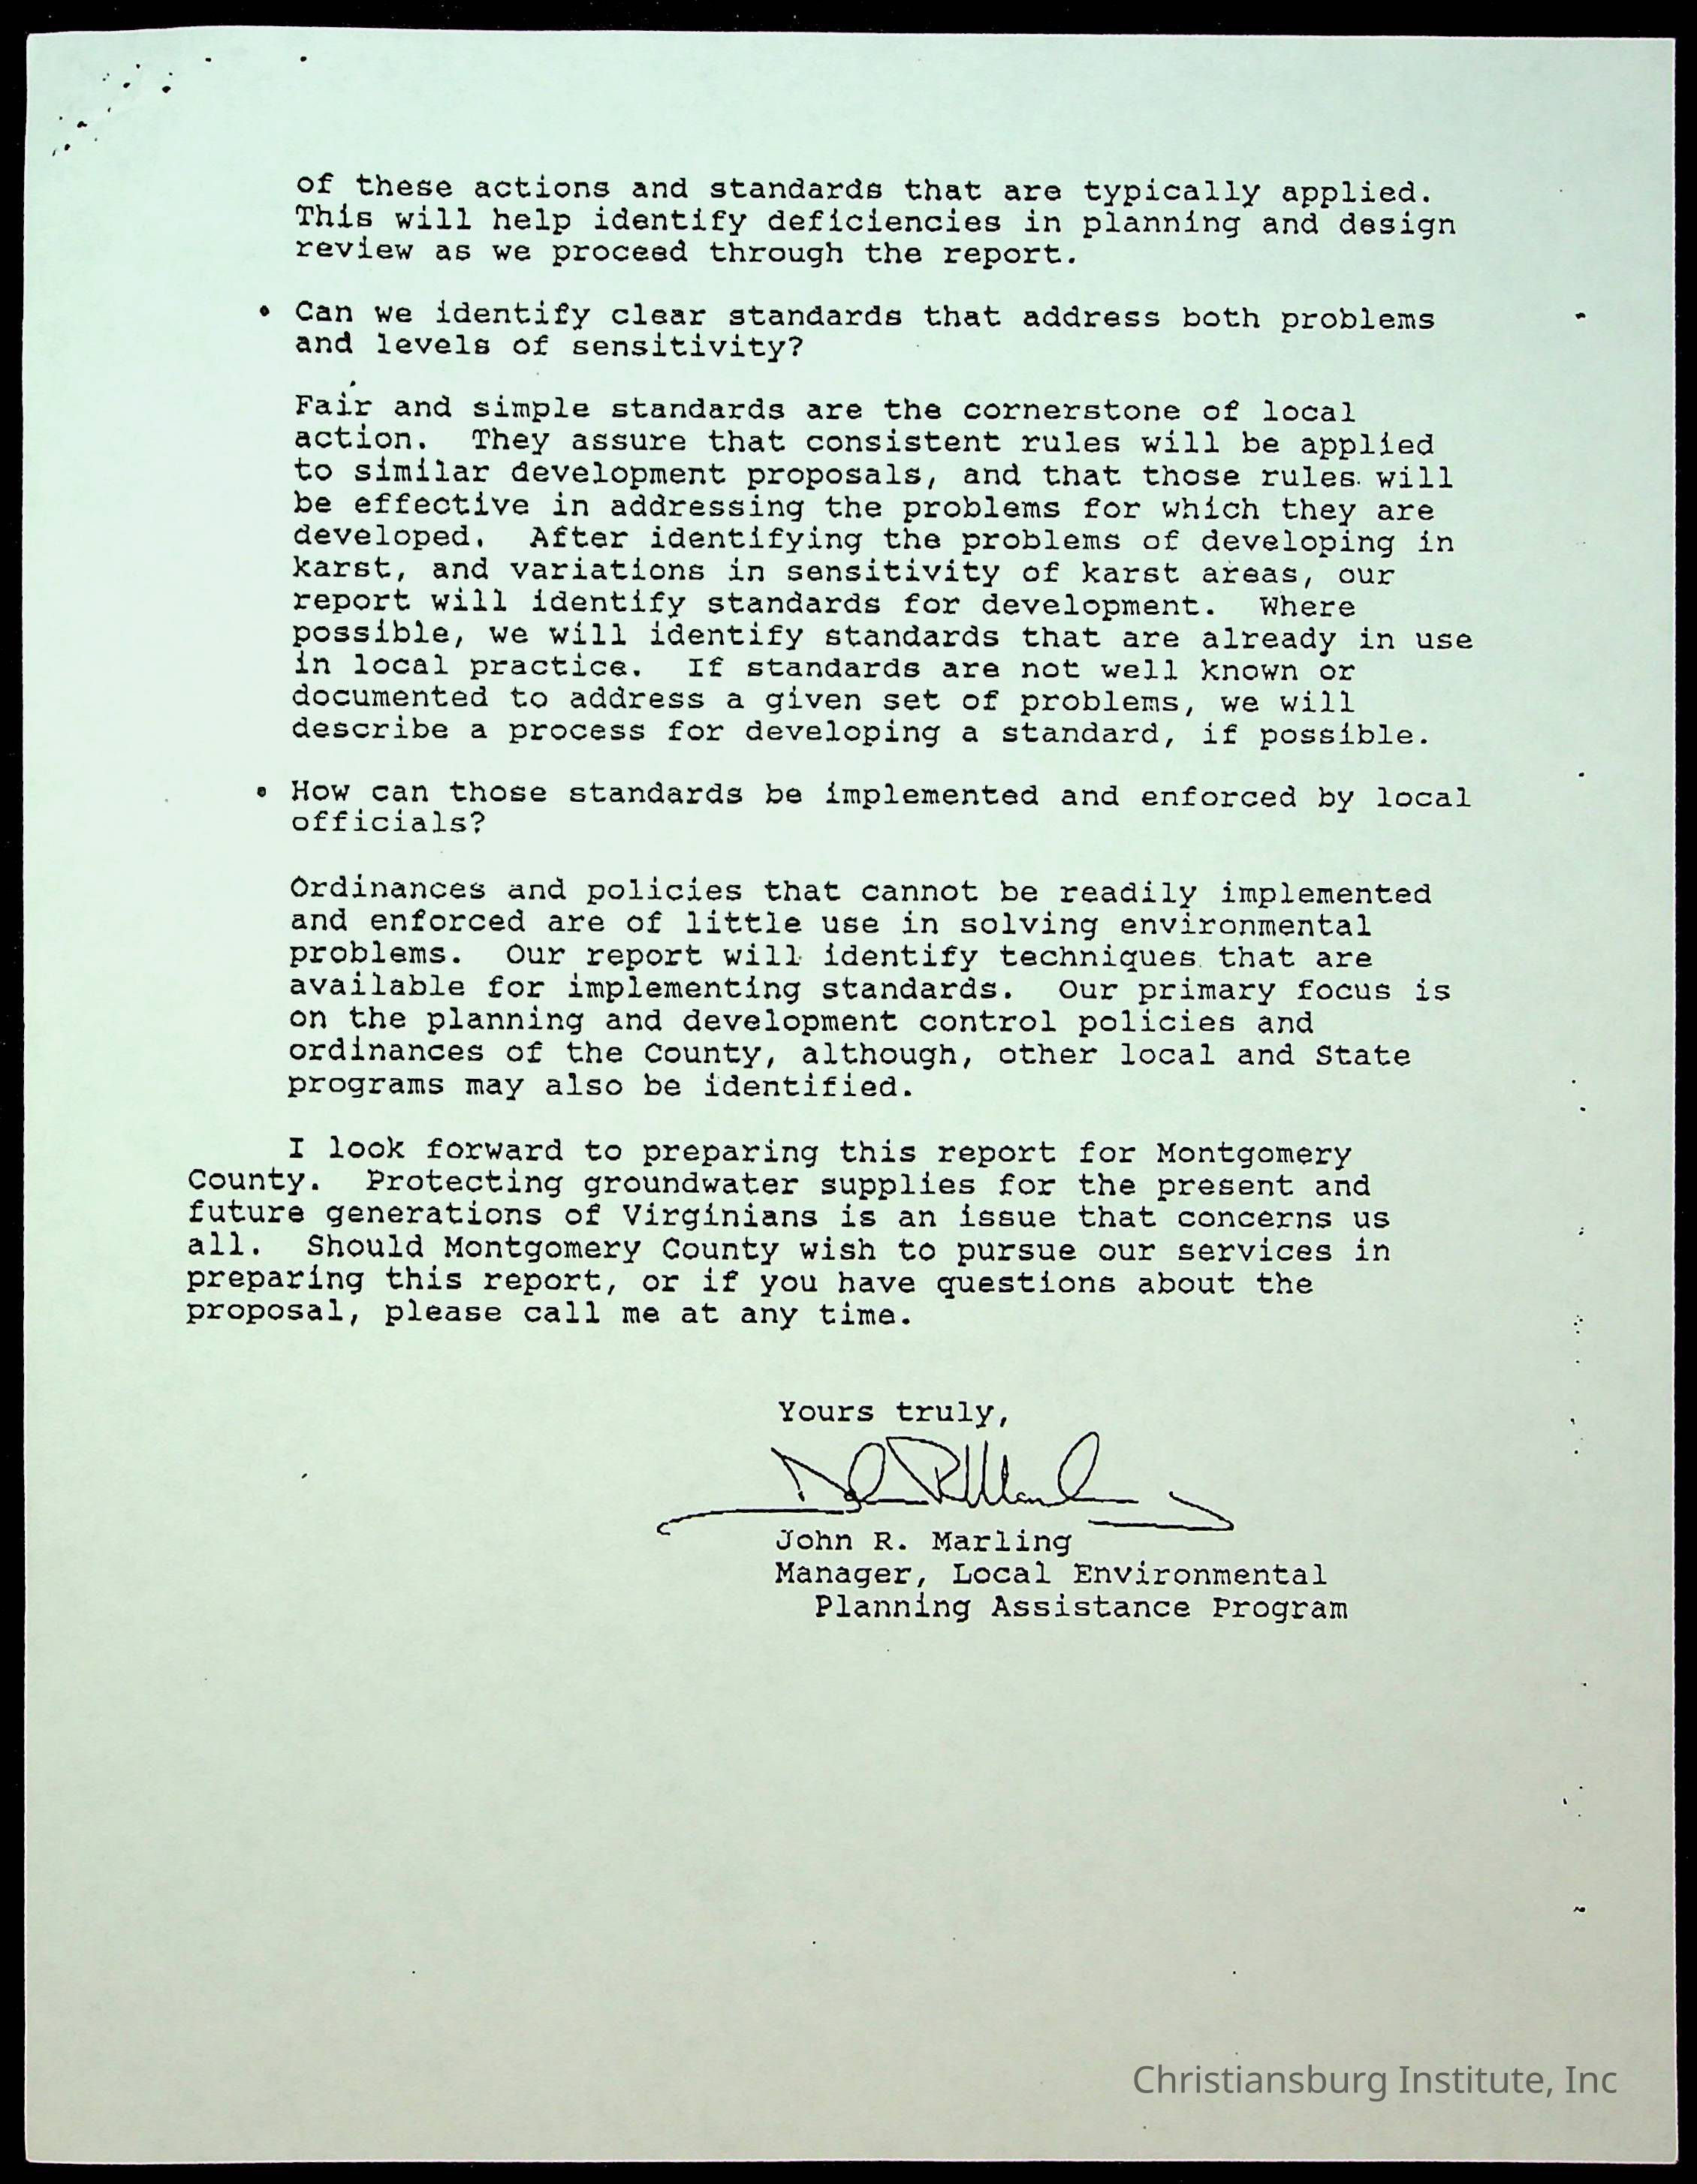 of these actions and standards that are typically applied.
This will help identify deficiencies in planning and design
review as we proceed through the report.
• Can we identify clear standards that address both problems
and levels of sensitivity?
Fair and simple standards are the cornerstone of local
action. They assure that consistent rules will be applied
to similar development proposals, and that those rules will
be effective in addressing the problems for which they are
developed. After identifying the problems of developing in
karst, and variations in sensitivity of karst areas, our
report will identify standards for development. Where
possible, we will identify standards that are already in use
in local practice. If standards are not well known or
documented to address a given set of problems, we will
describe a process for developing a standard, if possible.
• How can those standards be implemented and enforced by local
officials?
Ordinances and policies that cannot be readily implemented
and enforced are of little use in solving environmental
problems. Our report will identify techniques that are
available for implementing standards. Our primary focus is
on the planning and development control policies and
ordinances of the County, although, other local and State
programs may also be identified.
I look forward to preparing this report for Montgomery
County. Protecting groundwater supplies for the present and
future generations of Virginians is an issue that concerns us
all. Should Montgomery County wish to pursue our services in
preparing this report, or if you have questions about the
proposal, please call me at any time.
Yours truly,
John R. Marling
Manager, Local Environmental
Planning Assistance Program
Christiansburg Institute, Inc